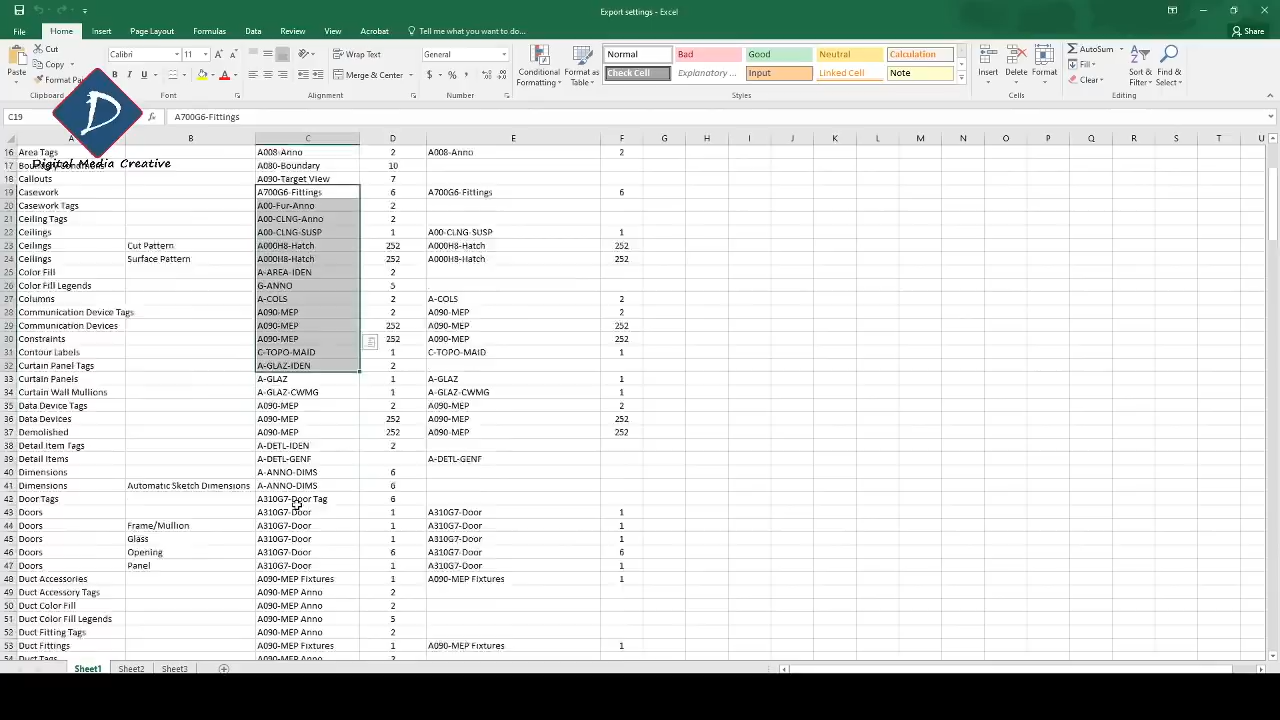 Export settings - Excel
File Home Insert Page Layout Formulas Data Review View Acrobat Tell me what you want to do... Share
Cut
Copy
Format Pa
Paste
Clipboard
Calibri 11
B I U
Font
Wrap Text
Merge & Center
Alignment
General
$ % ,
Number
Conditional Formatting
Format as Table
Normal Bad Good Neutral Calculation
Check Cell Explanatory ... Input Linked Cell Note
Styles
Insert Delete Format
Cells
AutoSum
Fill
Clear
Sort & Filter
Find & Select
Editing
C19 fx A700G6-Fittings
D
Digital Media Creative
A B C D E F G H I J K L M N O P Q R S T U
16 Area Tags A008-Anno 2 A008-Anno 2
17 A080-Boundary 10
18 Callouts A090-Target View 7
19 Casework A700G6-Fittings 6 A700G6-Fittings 6
20 Casework Tags A00-Fur-Anno 2
21 Ceiling Tags A00-CLNG-Anno 2
22 Ceilings A00-CLNG-SUSP 1 A00-CLNG-SUSP 1
23 Ceilings Cut Pattern A000H8-Hatch 252 A000H8-Hatch 252
24 Ceilings Surface Pattern A000H8-Hatch 252 A000H8-Hatch 252
25 Color Fill A-AREA-IDEN 2
26 Color Fill Legends G-ANNO 5
27 Columns A-COLS 2 A-COLS 2
28 Communication Device Tags A090-MEP 2 A090-MEP 2
29 Communication Devices A090-MEP 252 A090-MEP 252
30 Constraints A090-MEP 252 A090-MEP 252
31 Contour Labels C-TOPO-MAID 1 C-TOPO-MAID 1
32 Curtain Panel Tags A-GLAZ-IDEN 2
33 Curtain Panels A-GLAZ 1 A-GLAZ 1
34 Curtain Wall Mullions A-GLAZ-CWMG 1 A-GLAZ-CWMG 1
35 Data Device Tags A090-MEP 2 A090-MEP 2
36 Data Devices A090-MEP 252 A090-MEP 252
37 Demolished A090-MEP 252 A090-MEP 252
38 Detail Item Tags A-DETL-IDEN 2
39 Detail Items A-DETL-GENF A-DETL-GENF
40 Dimensions A-ANNO-DIMS 6
41 Dimensions Automatic Sketch Dimensions A-ANNO-DIMS 6
42 Door Tags A310G7-Door Tag 6
43 Doors A310G7-Door 1 A310G7-Door 1
44 Doors Frame/Mullion A310G7-Door 1 A310G7-Door 1
45 Doors Glass A310G7-Door 1 A310G7-Door 1
46 Doors Opening A310G7-Door 6 A310G7-Door 6
47 Doors Panel A310G7-Door 1 A310G7-Door 1
48 Duct Accessories A090-MEP Fixtures 1 A090-MEP Fixtures 1
49 Duct Accessory Tags A090-MEP Anno 2
50 Duct Color Fill A090-MEP Anno 2
51 Duct Color Fill Legends A090-MEP Anno 5
52 Duct Fitting Tags A090-MEP Anno 2
53 Duct Fittings A090-MEP Fixtures 1 A090-MEP Fixtures 1
54 Duct Tags A090-MEP Anno 2
Sheet1 Sheet2 Sheet3